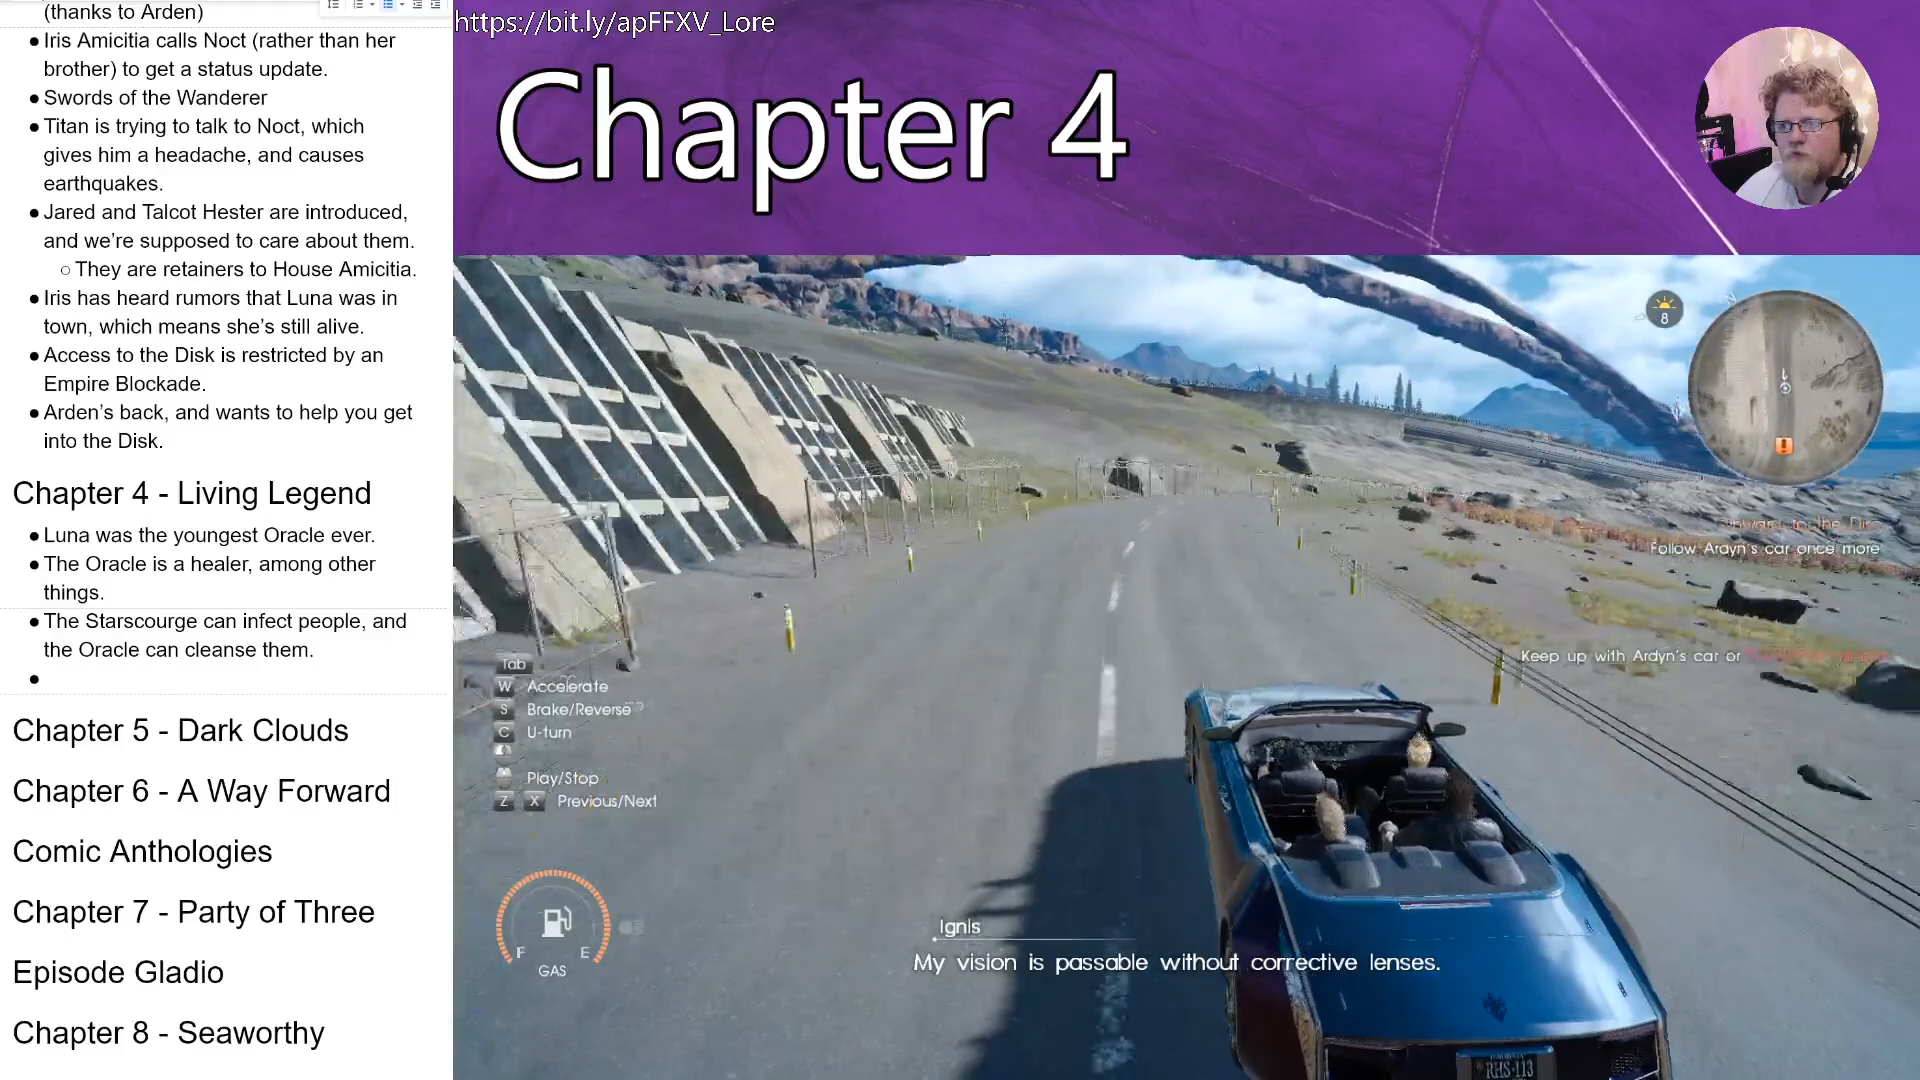 (thanks to Arden)
● Iris Amicitia calls Noct (rather than her
brother) to get a status update.
● Swords of the Wanderer
● Titan is trying to talk to Noct, which
gives him a headache, and causes
earthquakes.
● Jared and Talcot Hester are introduced,
and we're supposed to care about them.
○ They are retainers to House Amicitia.
● Iris has heard rumors that Luna was in
town, which means she's still alive.
● Access to the Disk is restricted by an
Empire Blockade.
● Arden's back, and wants to help you get
into the Disk.
Chapter 4 - Living Legend
● Luna was the youngest Oracle ever.
● The Oracle is a healer, among other
things.
● The Starscourge can infect people, and
the Oracle can cleanse them.
●
Chapter 5 - Dark Clouds
Chapter 6 - A Way Forward
Comic Anthologies
Chapter 7 - Party of Three
Episode Gladio
Chapter 8 - Seaworthy
https://bit.ly/apFFXV_Lore
Chapter 4
8
Follow Ardyn's car once more
Keep up with Ardyn's car or
Tab
W Accelerate
S Brake/Reverse
C U-turn
Play/Stop
Z X Previous/Next
F E
GAS
Ignis
My vision is passable without corrective lenses.
RHS-113